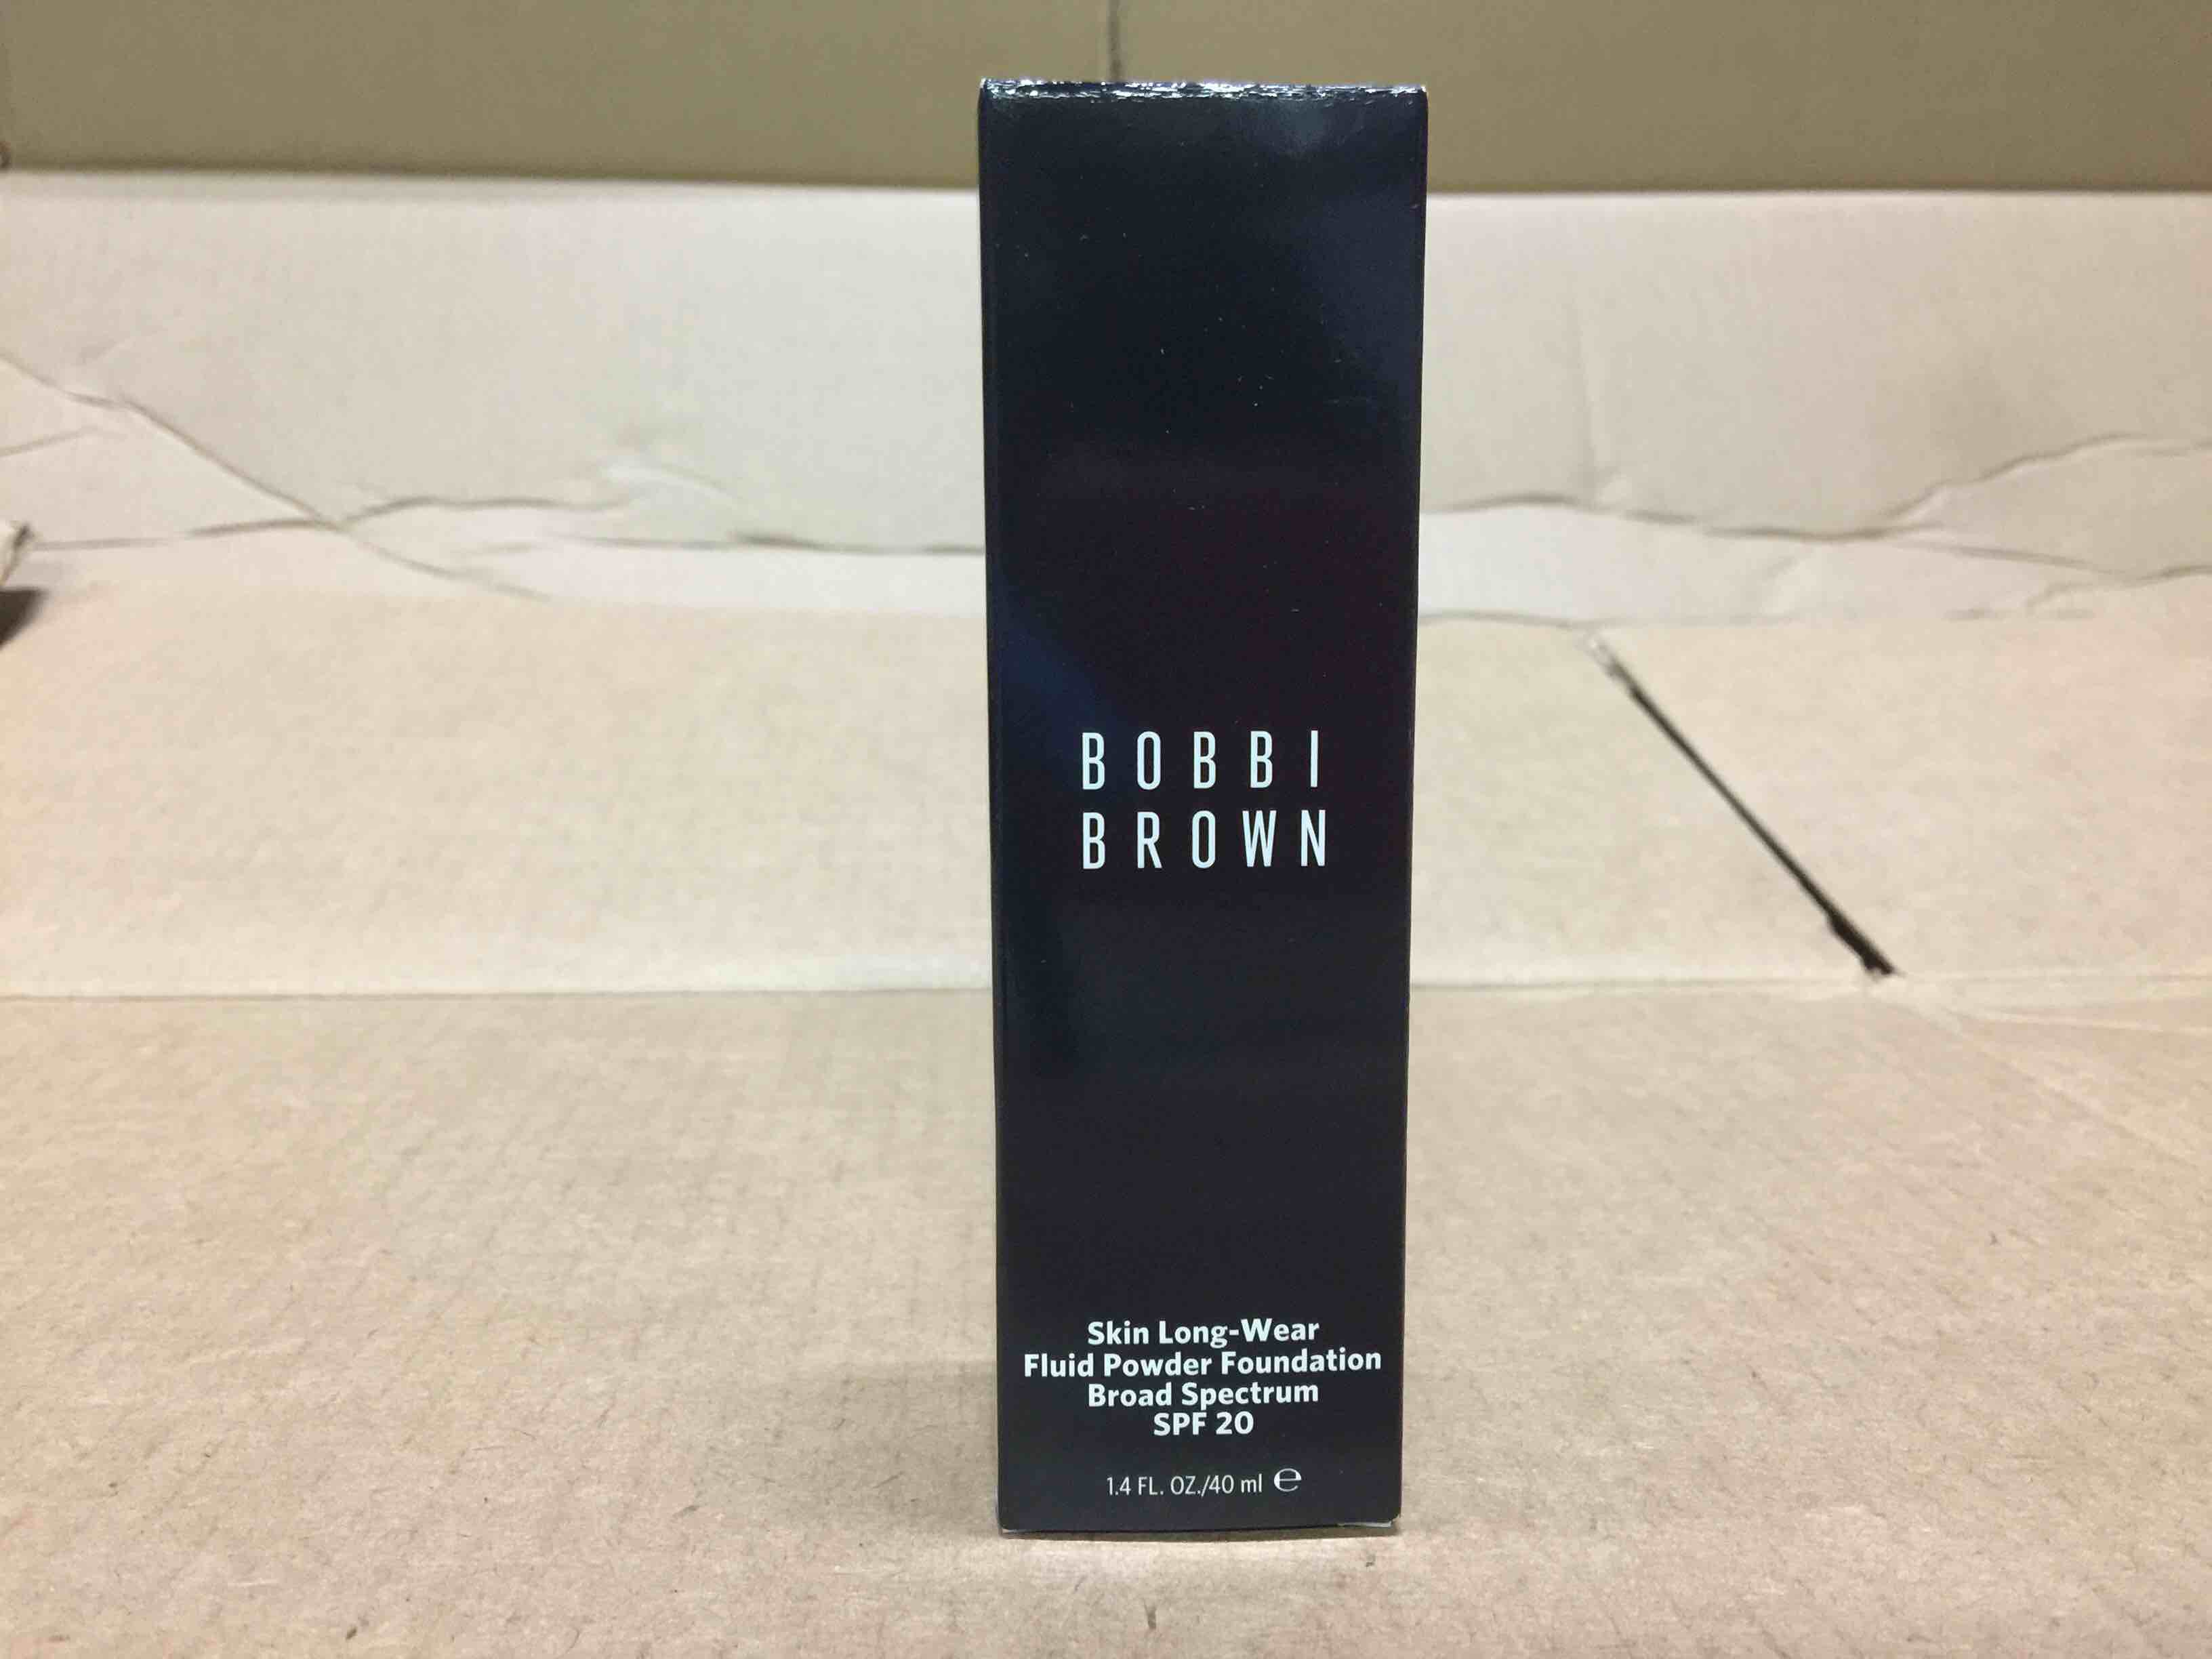 BOBBI
BROWN
Skin Long-Wear
Fluid Powder Foundation
Broad Spectrum
SPF 20
1.4 FL. OZ./40 ml ℮